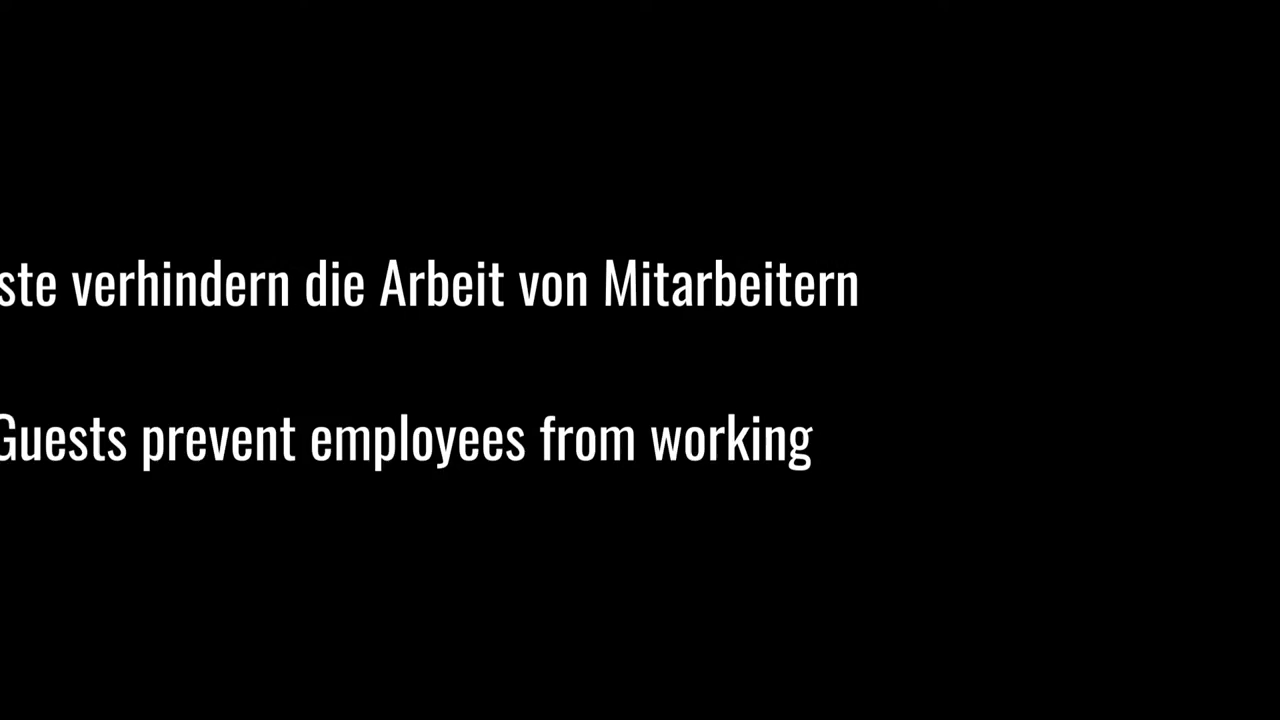 ste verhindern die Arbeit von Mitarbeitern
Guests prevent employees from working